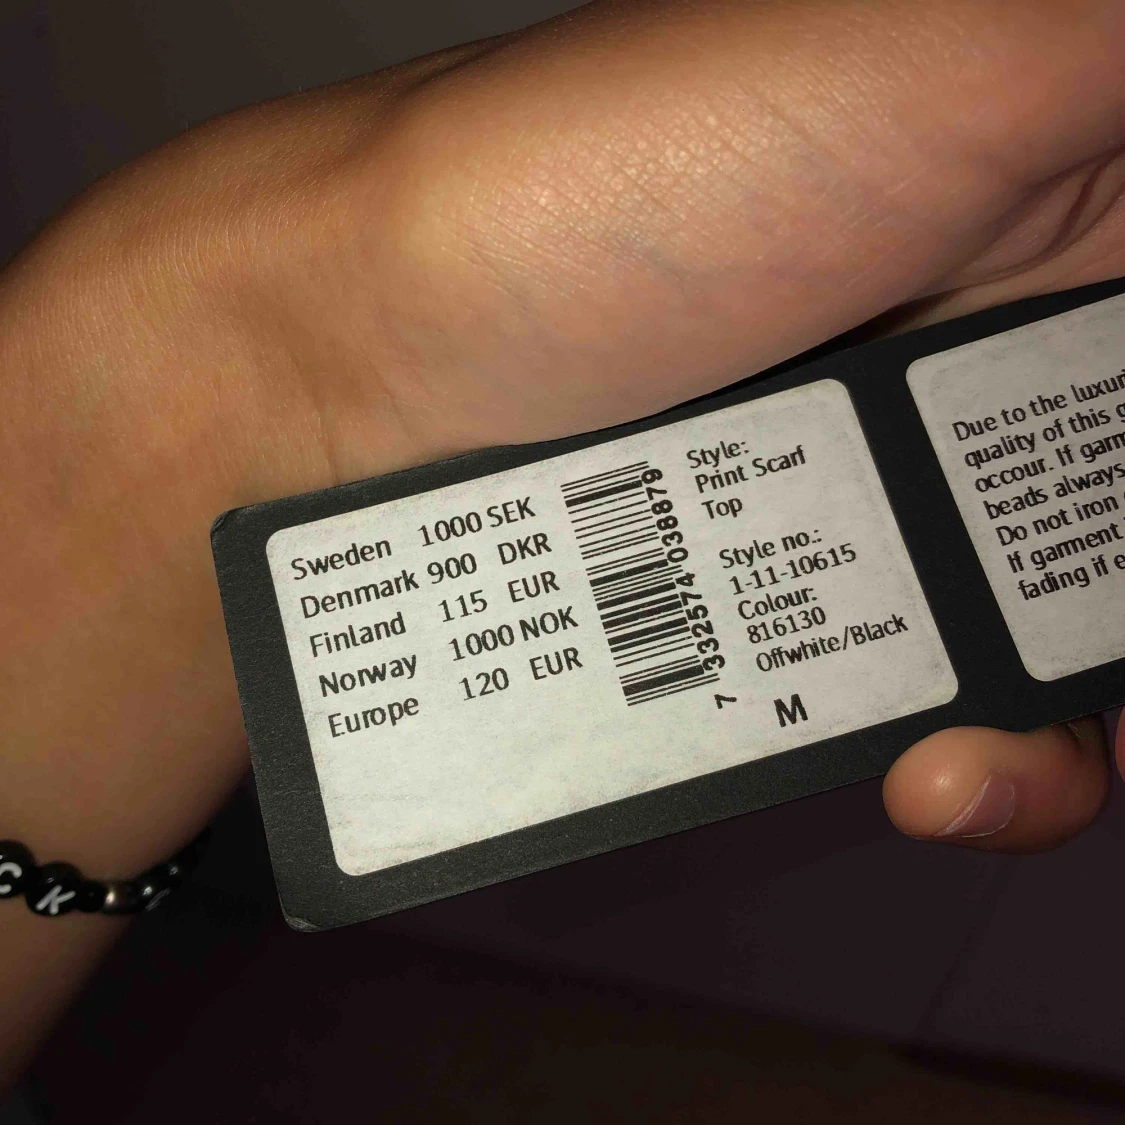 Sweden 1000 SEK
Denmark 900 DKR
Finland 115 EUR
Norway 1000 NOK
Europe 120 EUR
7 332574 038879
Style:
Print Scarf
Top
Style no.:
1-11-10615
Colour:
816130
Offwhite/Black
M
Due to the
quality of this
occour. If
beads always
Do not iron
If garment
fading if
C K